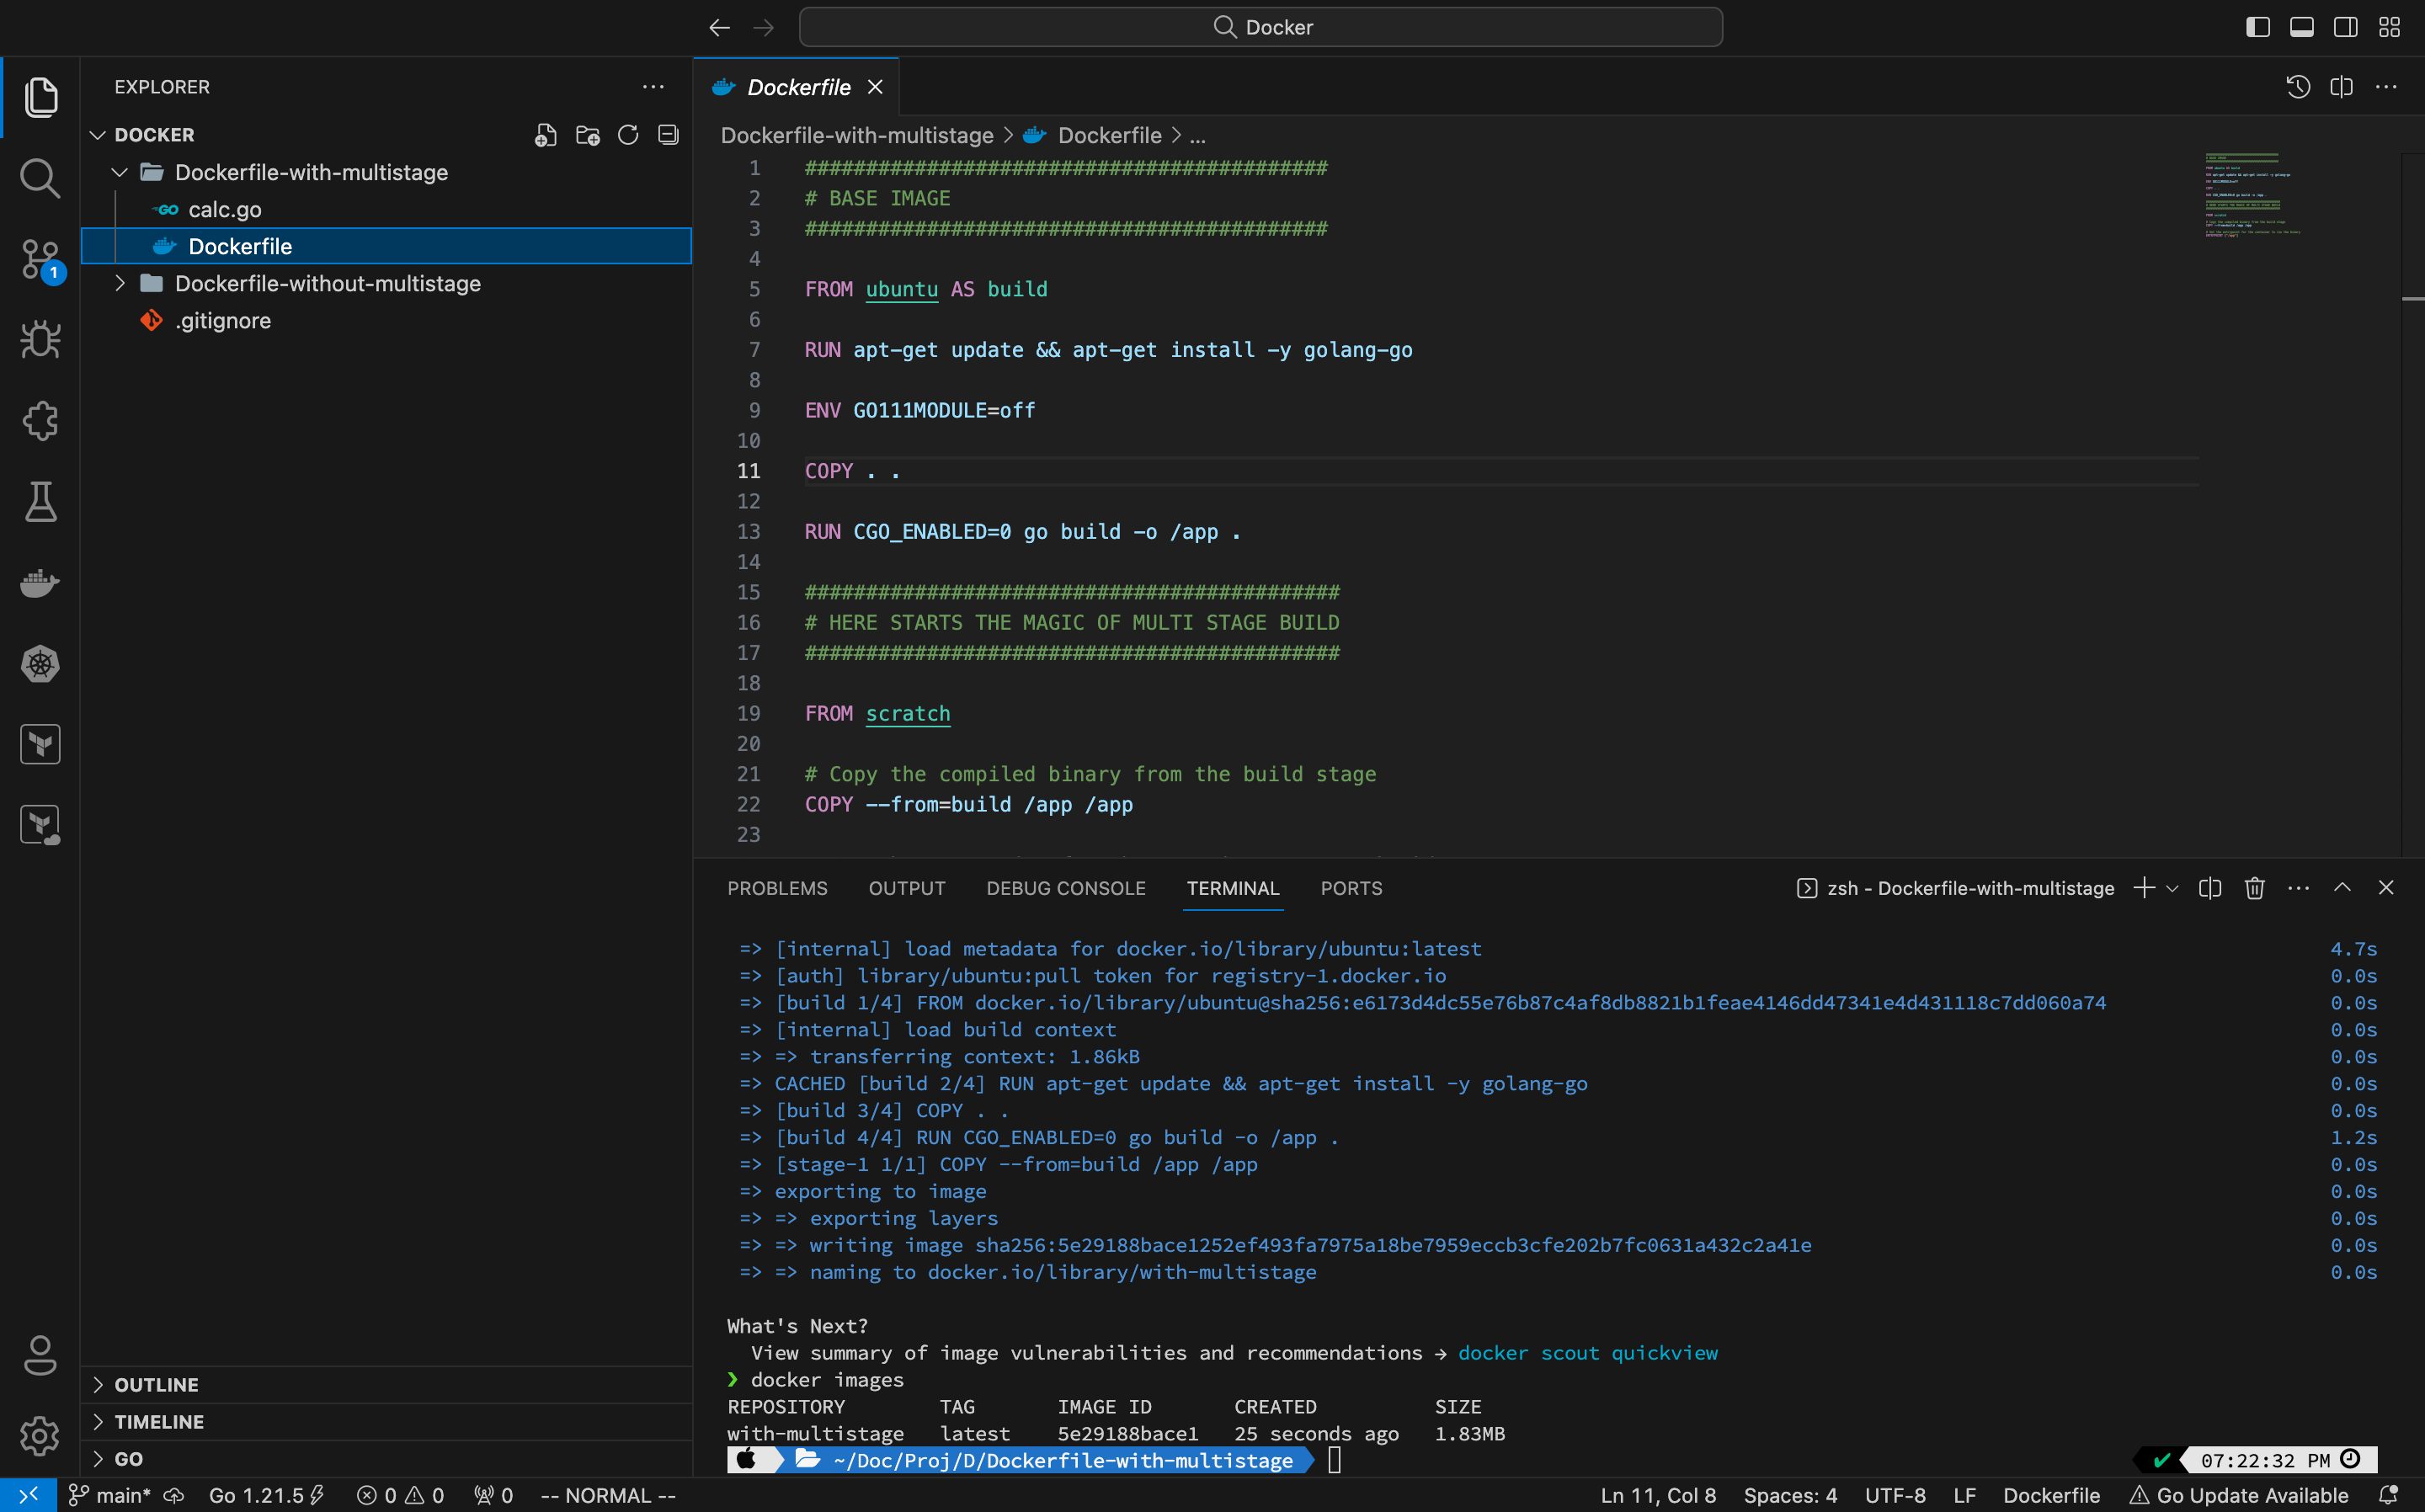 Docker
EXPLORER
DOCKER
Dockerfile-with-multistage
calc.go
Dockerfile
Dockerfile-without-multistage
.gitignore
1
OUTLINE
TIMELINE
GO
Dockerfile
Dockerfile-with-multistage > Dockerfile > ...
1 ###########################################
2 # BASE IMAGE
3 ###########################################
4
5 FROM ubuntu AS build
6
7 RUN apt-get update && apt-get install -y golang-go
8
9 ENV GO111MODULE=off
10
11 COPY . .
12
13 RUN CGO_ENABLED=0 go build -o /app .
14
15 ############################################
16 # HERE STARTS THE MAGIC OF MULTI STAGE BUILD
17 ############################################
18
19 FROM scratch
20
21 # Copy the compiled binary from the build stage
22 COPY --from=build /app /app
23
PROBLEMS OUTPUT DEBUG CONSOLE TERMINAL PORTS zsh - Dockerfile-with-multistage
=> [internal] load metadata for docker.io/library/ubuntu:latest 4.7s
=> [auth] library/ubuntu:pull token for registry-1.docker.io 0.0s
=> [build 1/4] FROM docker.io/library/ubuntu@sha256:e6173d4dc55e76b87c4af8db8821b1feae4146dd47341e4d431118c7dd060a74 0.0s
=> [internal] load build context 0.0s
=> => transferring context: 1.86kB 0.0s
=> CACHED [build 2/4] RUN apt-get update && apt-get install -y golang-go 0.0s
=> [build 3/4] COPY . . 0.0s
=> [build 4/4] RUN CGO_ENABLED=0 go build -o /app . 1.2s
=> [stage-1 1/1] COPY --from=build /app /app 0.0s
=> exporting to image 0.0s
=> => exporting layers 0.0s
=> => writing image sha256:5e29188bace1252ef493fa7975a18be7959eccb3cfe202b7fc0631a432c2a41e 0.0s
=> => naming to docker.io/library/with-multistage 0.0s
What's Next?
View summary of image vulnerabilities and recommendations → docker scout quickview
❯ docker images
REPOSITORY TAG IMAGE ID CREATED SIZE
with-multistage latest 5e29188bace1 25 seconds ago 1.83MB
~/Doc/Proj/D/Dockerfile-with-multistage ✔ 07:22:32 PM
main* Go 1.21.5 0 0 0 -- NORMAL -- Ln 11, Col 8 Spaces: 4 UTF-8 LF Dockerfile Go Update Available